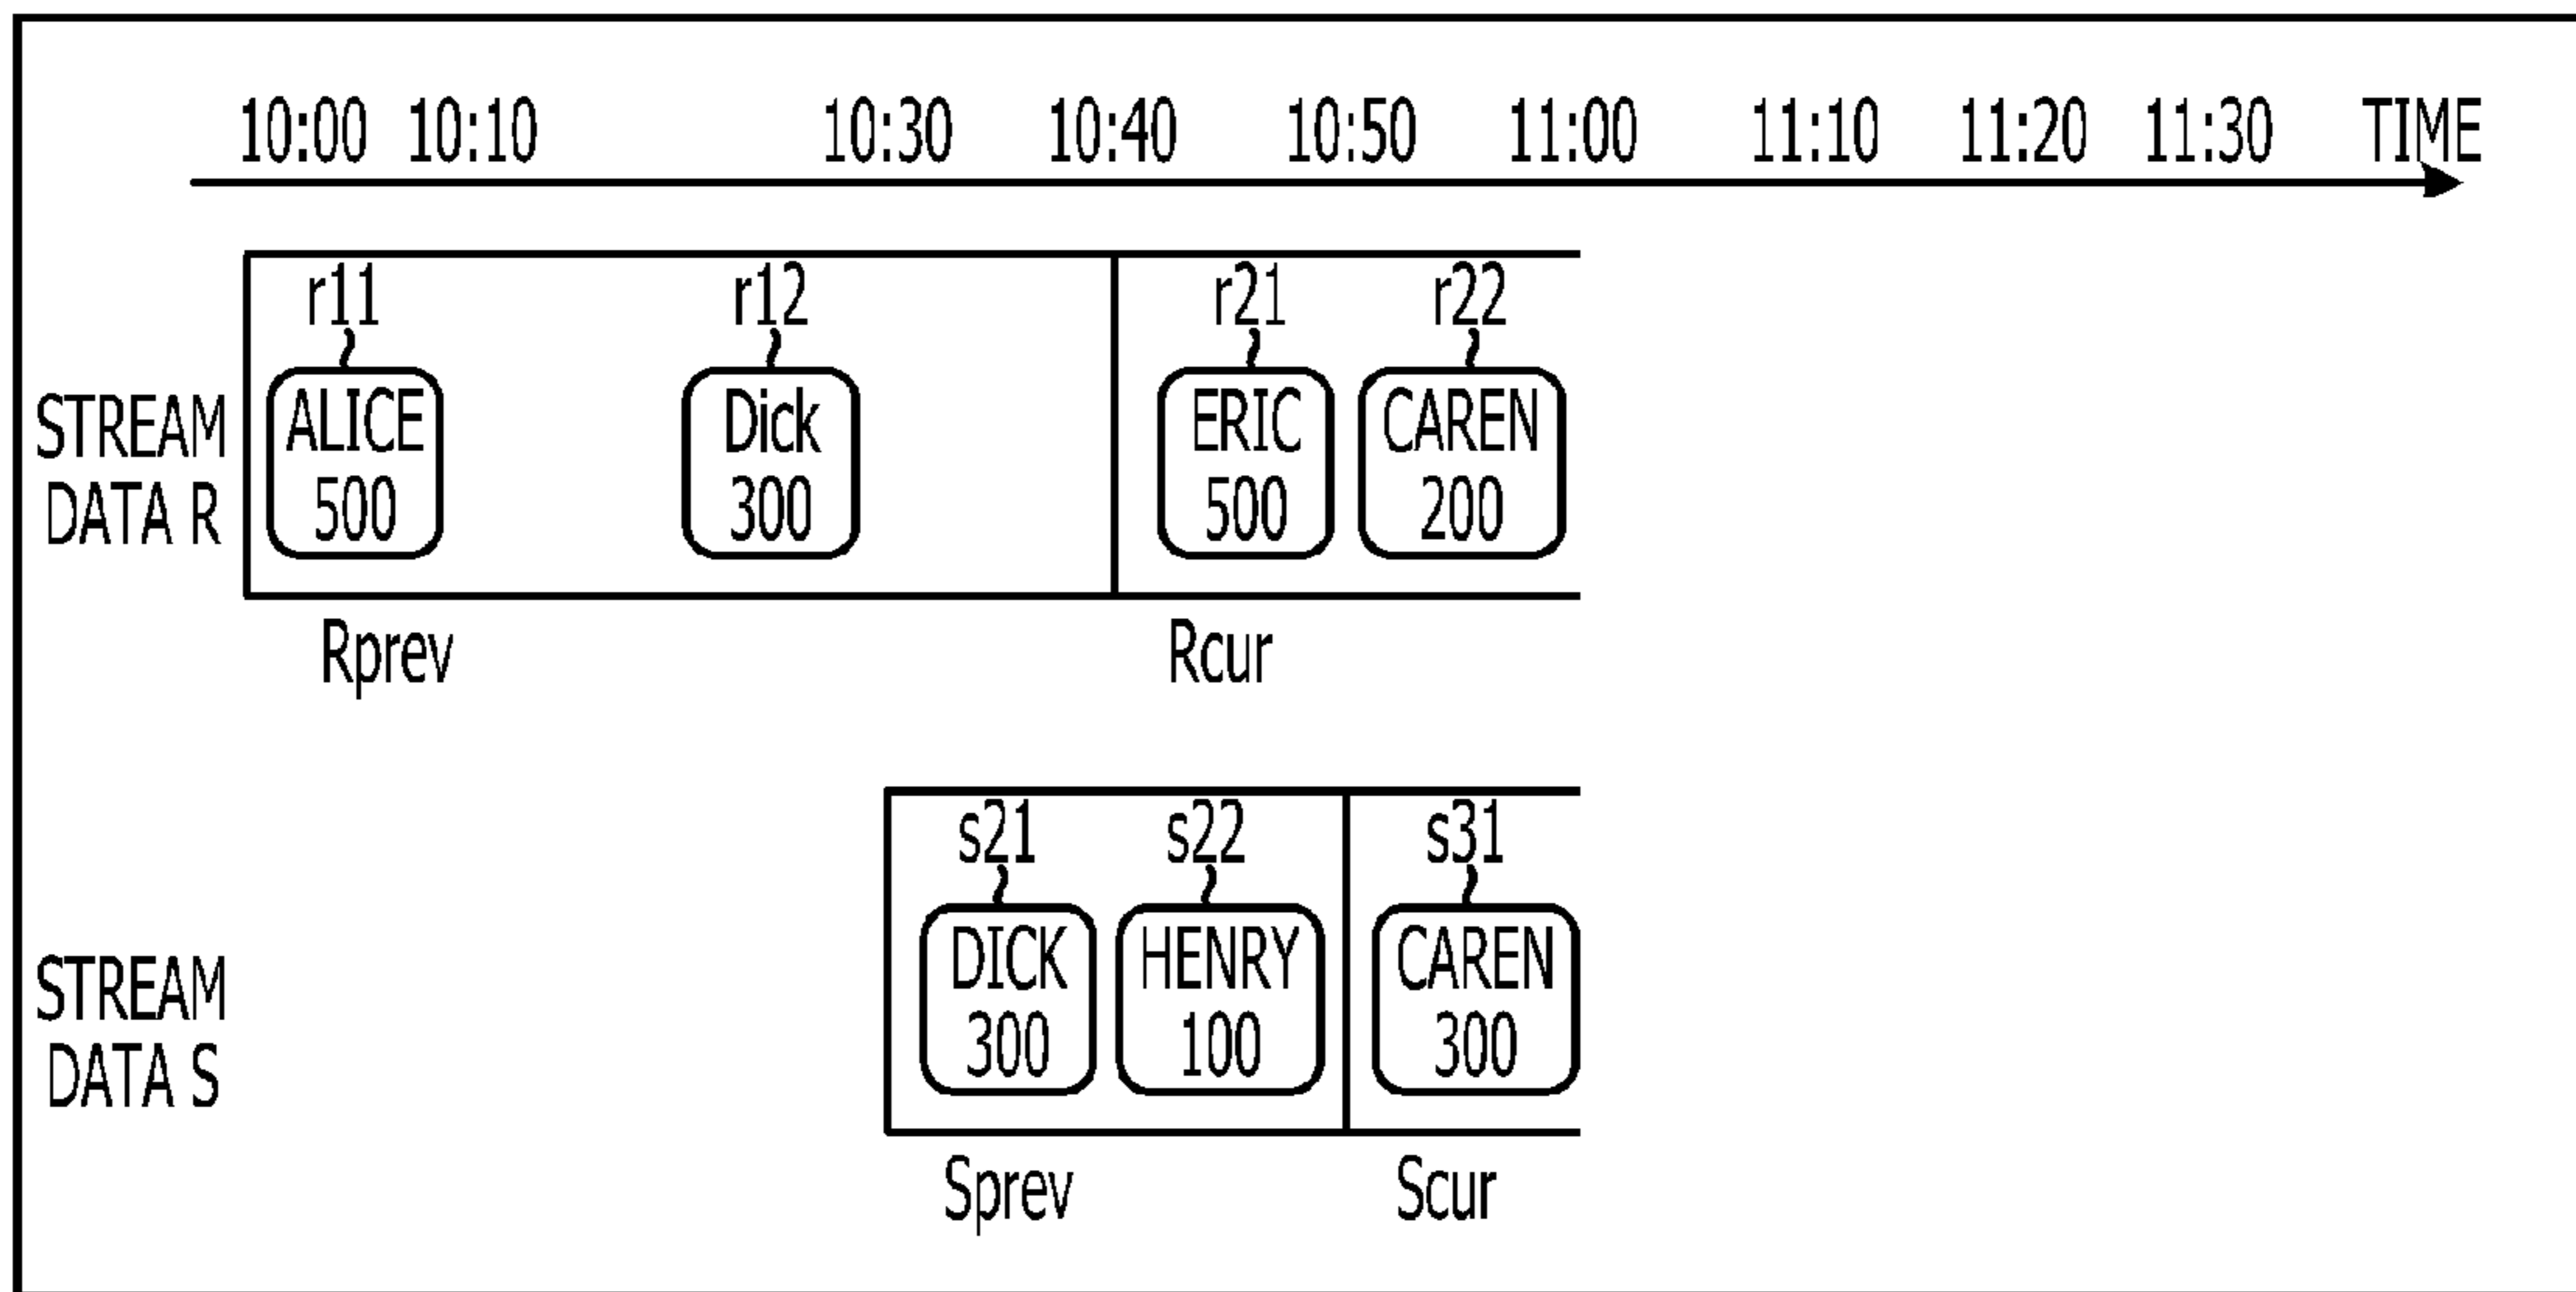 10:00 10:10 10:30 10:40 10:50 11:00 11:10 11:20 11:30 TIME
r11 r12 r21 r22
STREAM DATA R
ALICE 500
Dick 300
ERIC 500
CAREN 200
Rprev Rcur
s21 s22 s31
STREAM DATA S
DICK 300
HENRY 100
CAREN 300
Sprev Scur